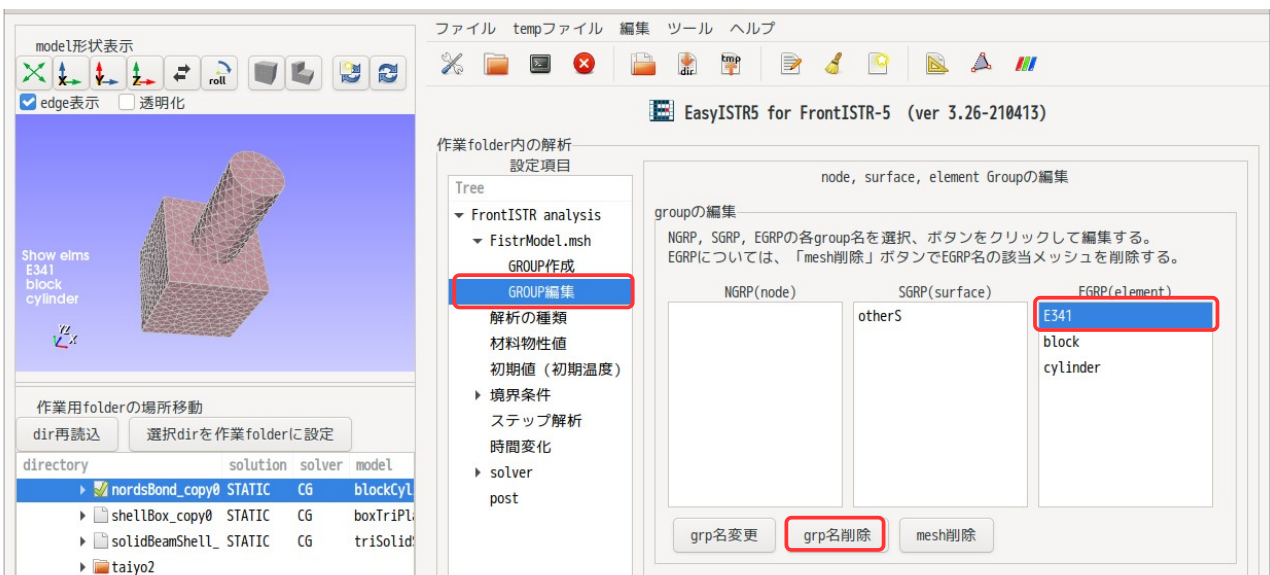 model形状表示
roll
edge表示
透明化
Show elms
E341
block
cylinder
作業用folderの場所移動
dir再読込
選択dirを作業folderに設定
directory solution solver model
nordsBond_copy0 STATIC CG blockCyl
shellBox_copy0 STATIC CG boxTriPl
solidBeamShell_ STATIC CG triSolid
taiyo2
ファイル tempファイル 編集 ツール ヘルプ
dir tmp
EasyISTR5 for FrontISTR-5 (ver 3.26-210413)
作業folder内の解析
設定項目
Tree
FrontISTR analysis
FistrModel.msh
GROUP作成
GROUP編集
解析の種類
材料物性値
初期値(初期温度)
境界条件
ステップ解析
時間変化
solver
post
node, surface, element Groupの編集
groupの編集
NGRP, SGRP, EGRPの各group名を選択、ボタンをクリックして編集する。
EGRPについては、「mesh削除」ボタンでEGRP名の該当メッシュを削除する。
NGRP(node) SGRP(surface) EGRP(element)
otherS
E341
block
cylinder
grp名変更 grp名削除 mesh削除